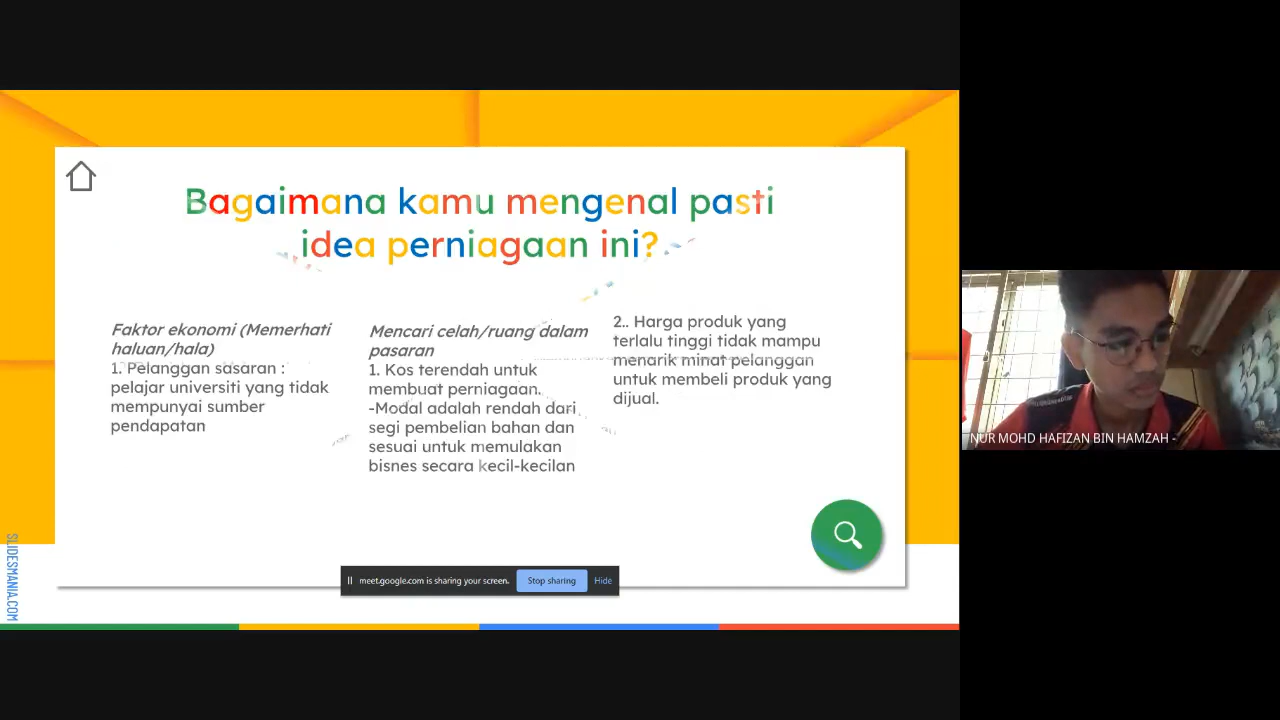 Bagaimana kamu mengenal pasti
idea perniagaan ini?
Faktor ekonomi (Memerhati
haluan/hala)
1. Pelanggan sasaran :
pelajar universiti yang tidak
mempunyai sumber
pendapatan
Mencari celah/ruang dalam
pasaran
1. Kos terendah untuk
membuat perniagaan.
-Modal adalah rendah dari
segi pembelian bahan dan
sesuai untuk memulakan
bisnes secara kecil-kecilan
2.. Harga produk yang
terlalu tinggi tidak mampu
menarik minat pelanggan
untuk membeli produk yang
dijual.
SLIDESMANIA.COM
meet.google.com is sharing your screen.
Stop sharing
Hide
NUR MOHD HAFIZAN BIN HAMZAH -